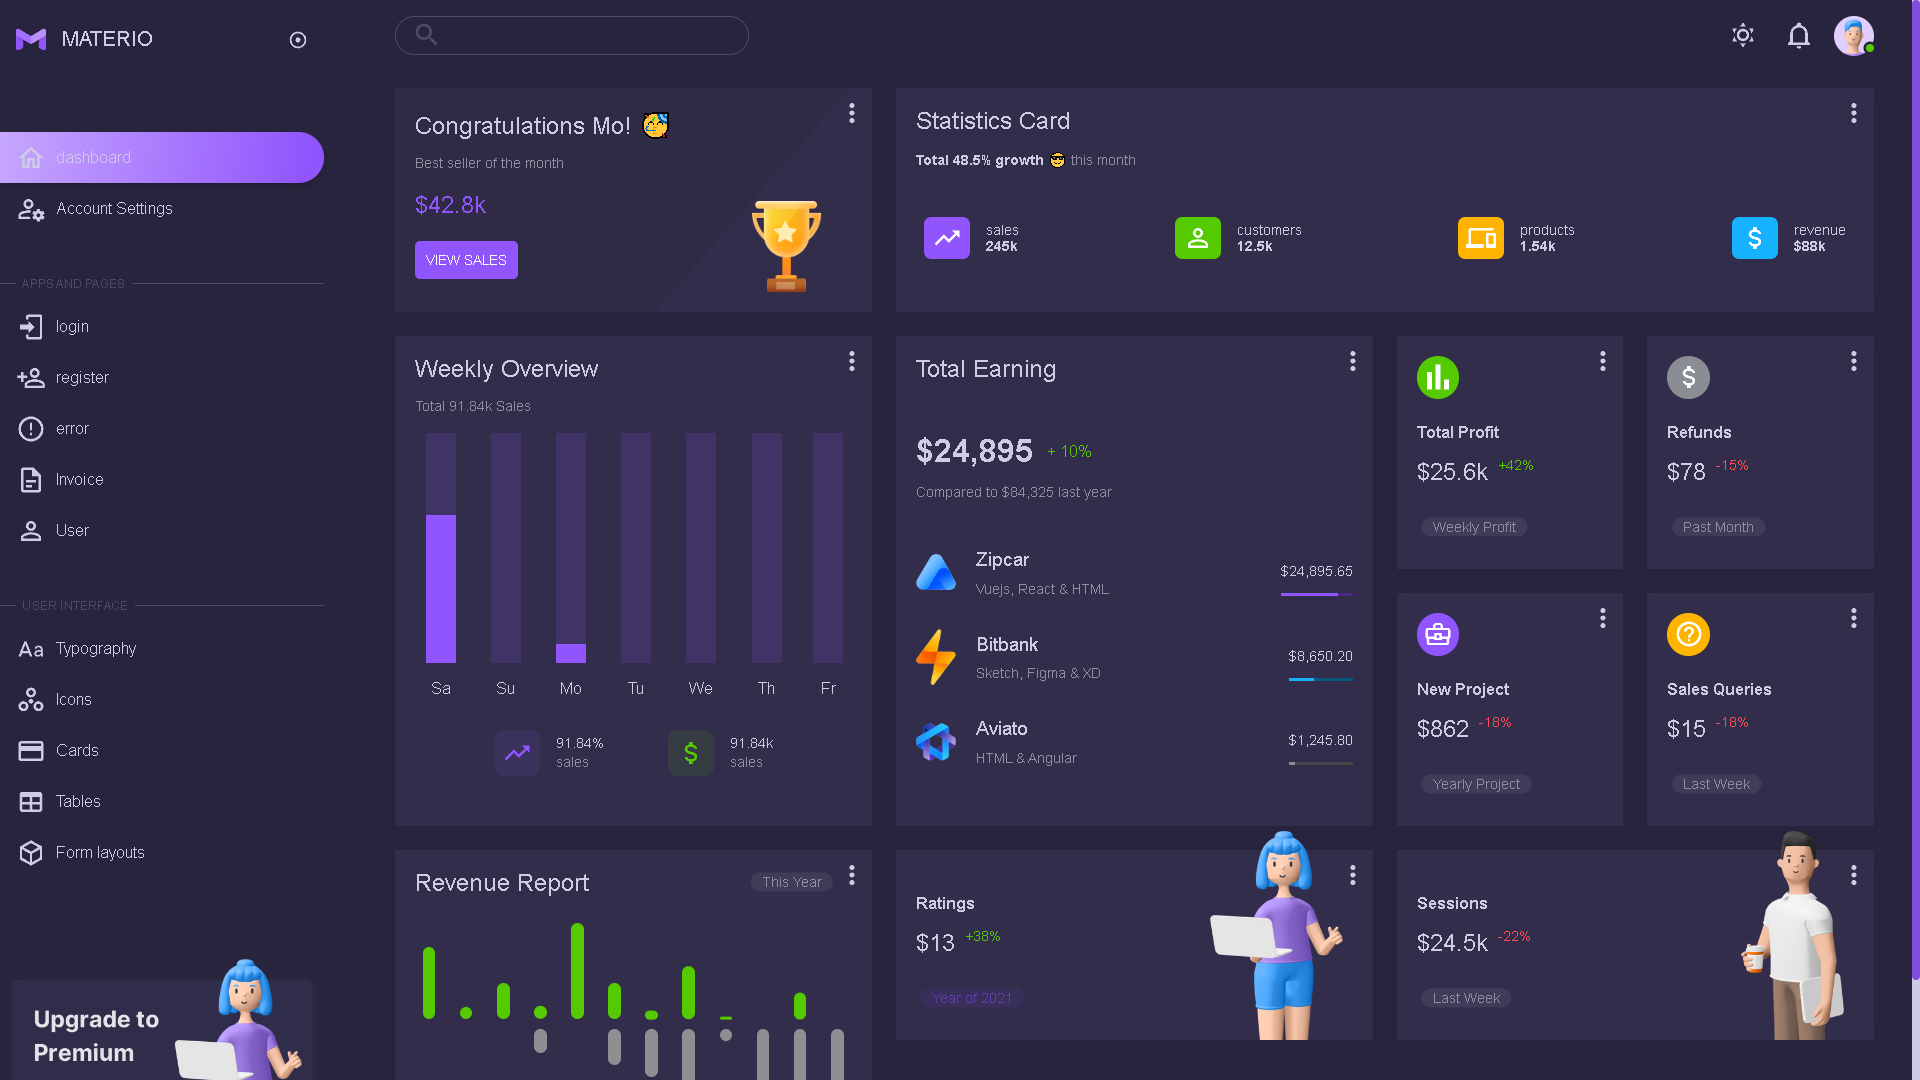 MATERIO
dashboard
Account Settings
APPS AND PAGES
login
register
error
Invoice
User
USER INTERFACE
Aa Typography
Icons
Cards
Tables
Form layouts
Upgrade to
Premium
Congratulations Mo! 🥳
Best seller of the month
$42.8k
VIEW SALES
Statistics Card
Total 48.5% growth 😎 this month
sales
245k
customers
12.5k
products
1.54k
revenue
$88k
Weekly Overview
Total 91.84k Sales
Sa Su Mo Tu We Th Fr
91.84%
sales
91.84k
sales
Total Earning
$24,895 + 10%
Compared to $84,325 last year
Zipcar
Vuejs, React & HTML
$24,895.65
Bitbank
Sketch, Figma & XD
$8,650.20
Aviato
HTML & Angular
$1,245.80
Total Profit
$25.6k +42%
Weekly Profit
Refunds
$78 -15%
Past Month
New Project
$862 -18%
Yearly Project
Sales Queries
$15 -18%
Last Week
Revenue Report
This Year
Ratings
$13 +38%
Year of 2021
Sessions
$24.5k -22%
Last Week